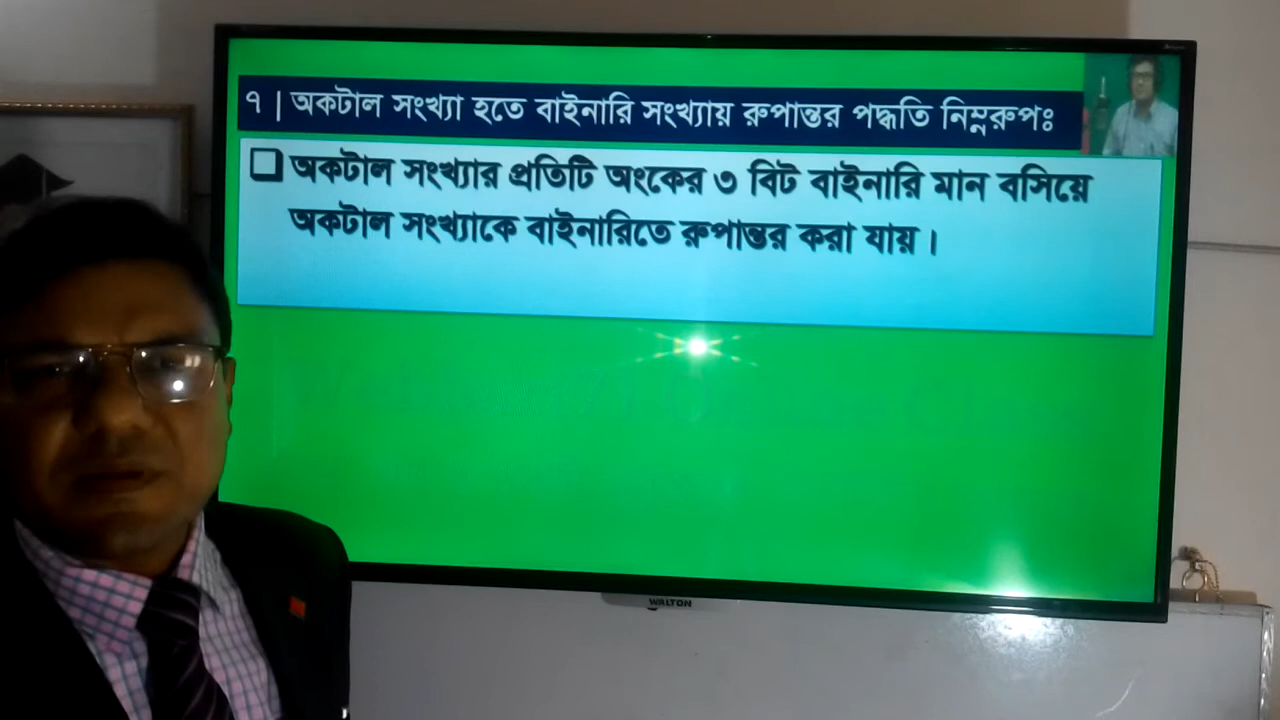 ৭ | অকটাল সংখ্যা হতে বাইনারি সংখ্যায় রুপান্তর পদ্ধতি নিম্নরুপঃ
অকটাল সংখ্যার প্রতিটি অংকের ৩ বিট বাইনারি মান বসিয়ে
অকটাল সংখ্যাকে বাইনারিতে রুপান্তর করা যায় ।
WALTON